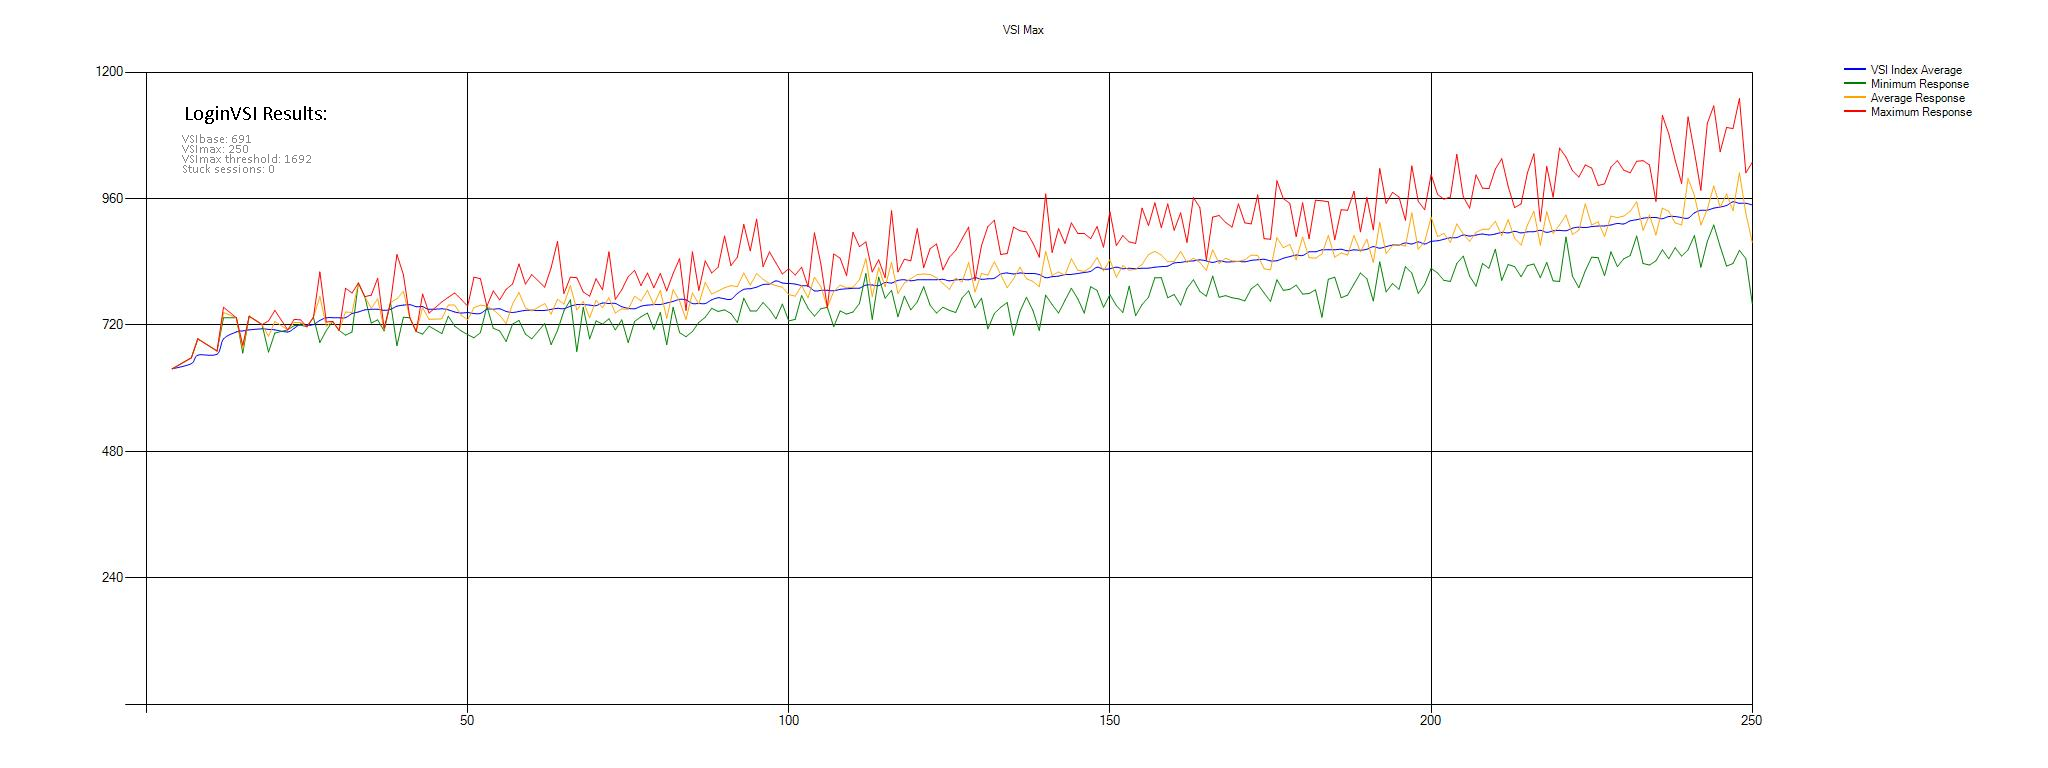 VSI Max
1200
960
720
480
240
LoginVSI Results:
VSIbase: 691
VSImax: 250
VSImax threshold: 1692
Stuck sessions: 0
50
100
150
200
250
VSI Index Average
Minimum Response
Average Response
Maximum Response